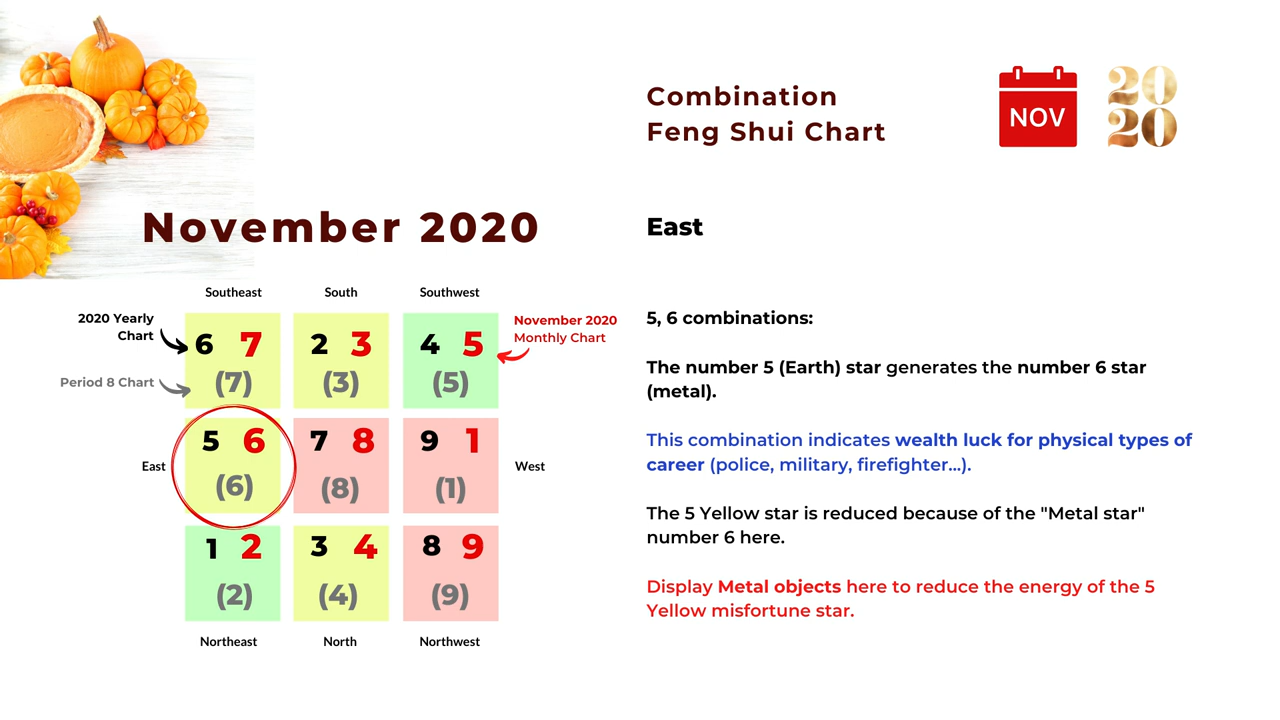 Combination
Feng Shui Chart
NOV
20
20
November 2020
East
Southeast South Southwest
2020 Yearly
Chart
November 2020
Monthly Chart
Period 8 Chart
6 7 2 3 4 5
(7) (3) (5)
5 6 7 8 9 1
East West
(6) (8) (1)
1 2 3 4 8 9
(2) (4) (9)
Northeast North Northwest
5, 6 combinations:
The number 5 (Earth) star generates the number 6 star
(metal).
This combination indicates wealth luck for physical types of
career (police, military, firefighter...).
The 5 Yellow star is reduced because of the "Metal star"
number 6 here.
Display Metal objects here to reduce the energy of the 5
Yellow misfortune star.